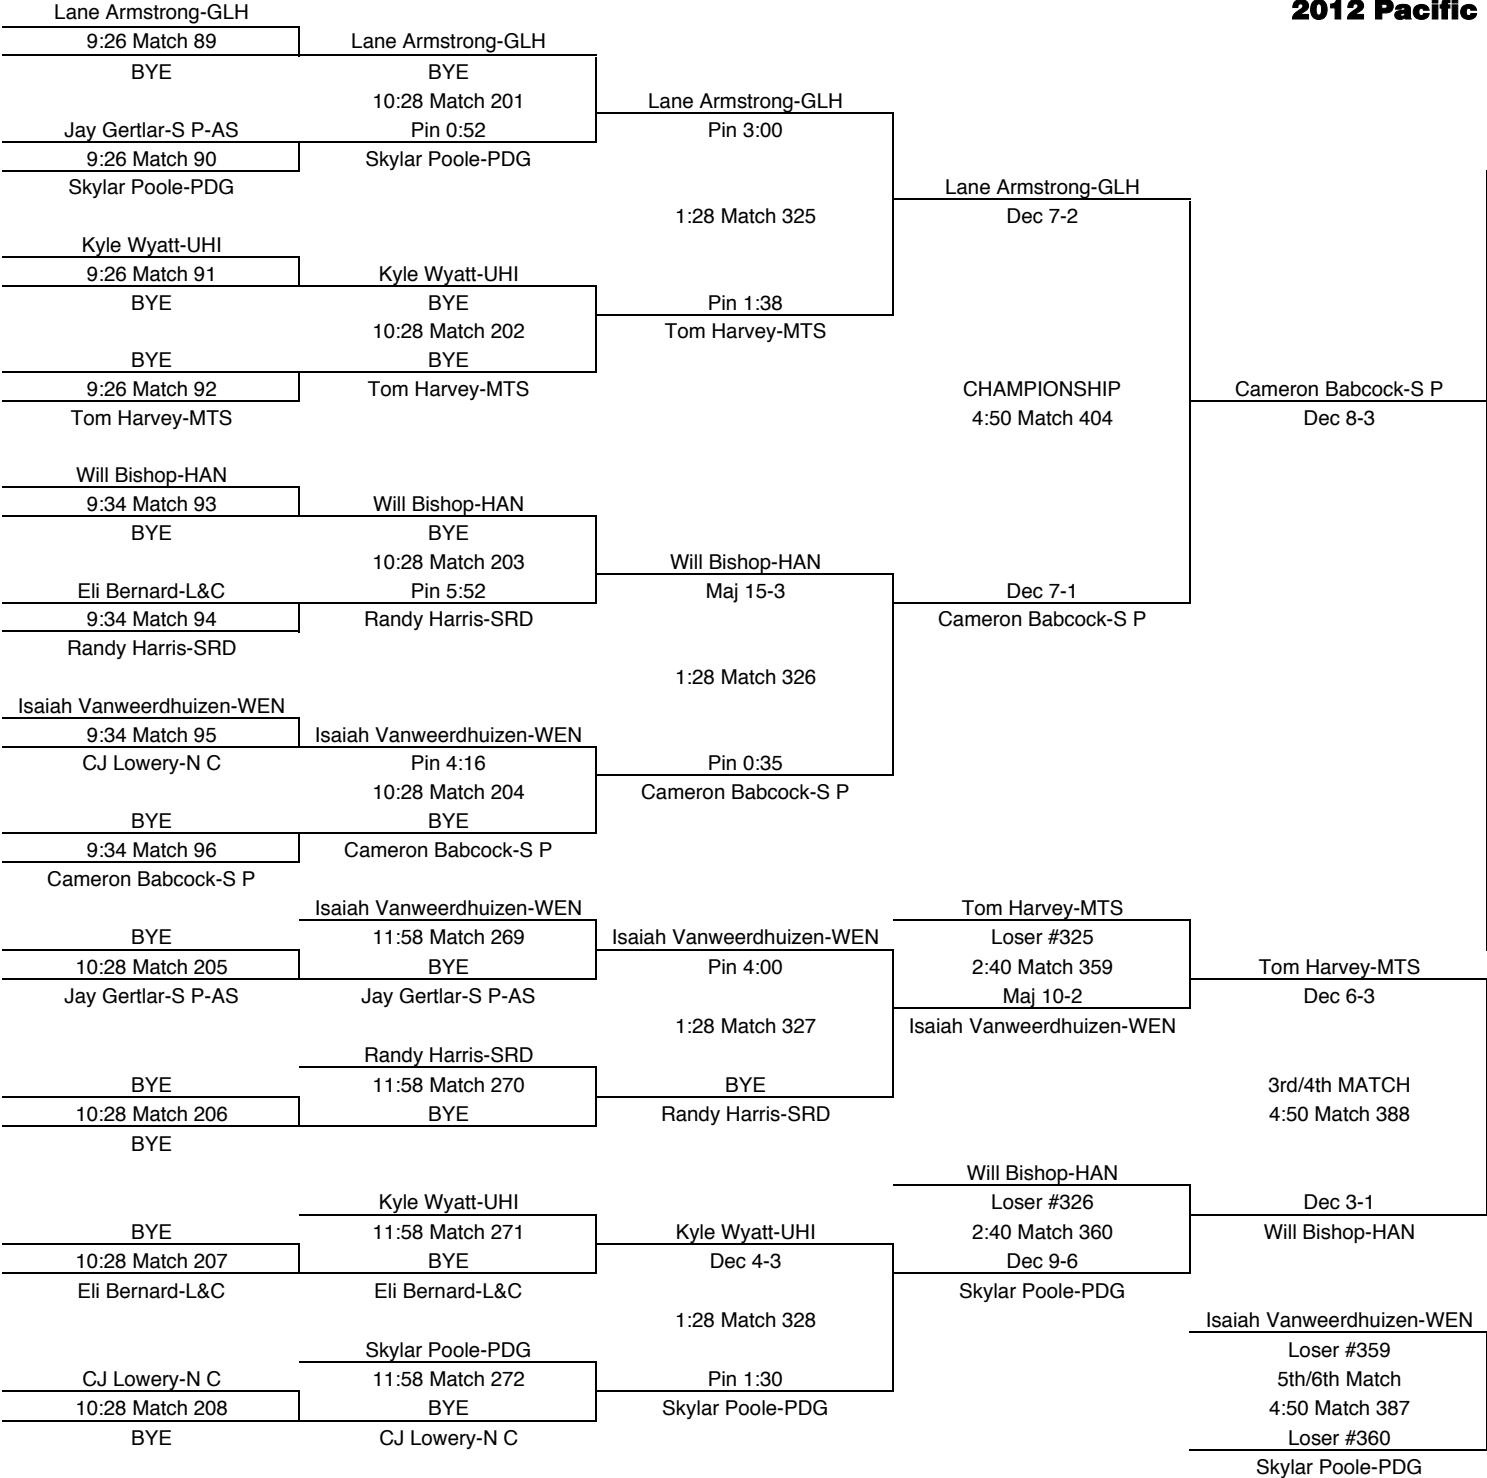 2012 Pacific
Lane Armstrong-GLH
9:26 Match 89
BYE
Jay Gertlar-S P-AS
9:26 Match 90
Skylar Poole-PDG
Kyle Wyatt-UHI
9:26 Match 91
BYE
BYE
9:26 Match 92
Tom Harvey-MTS
Will Bishop-HAN
9:34 Match 93
BYE
Eli Bernard-L&C
9:34 Match 94
Randy Harris-SRD
Isaiah Vanweerdhuizen-WEN
9:34 Match 95
CJ Lowery-N C
BYE
9:34 Match 96
Cameron Babcock-S P
Lane Armstrong-GLH
BYE
10:28 Match 201
Pin 0:52
Skylar Poole-PDG
Kyle Wyatt-UHI
BYE
10:28 Match 202
BYE
Tom Harvey-MTS
Will Bishop-HAN
BYE
10:28 Match 203
Pin 5:52
Randy Harris-SRD
Isaiah Vanweerdhuizen-WEN
Pin 4:16
10:28 Match 204
BYE
Cameron Babcock-S P
Lane Armstrong-GLH
Pin 3:00
1:28 Match 325
Pin 1:38
Tom Harvey-MTS
Will Bishop-HAN
Maj 15-3
1:28 Match 326
Pin 0:35
Cameron Babcock-S P
Lane Armstrong-GLH
Dec 7-2
CHAMPIONSHIP
4:50 Match 404
Dec 7-1
Cameron Babcock-S P
Cameron Babcock-S P
Dec 8-3
BYE
10:28 Match 205
Jay Gertlar-S P-AS
BYE
10:28 Match 206
BYE
BYE
10:28 Match 207
Eli Bernard-L&C
CJ Lowery-N C
10:28 Match 208
BYE
Isaiah Vanweerdhuizen-WEN
11:58 Match 269
BYE
Jay Gertlar-S P-AS
Randy Harris-SRD
11:58 Match 270
BYE
Kyle Wyatt-UHI
11:58 Match 271
BYE
Eli Bernard-L&C
Skylar Poole-PDG
11:58 Match 272
BYE
CJ Lowery-N C
Isaiah Vanweerdhuizen-WEN
Pin 4:00
1:28 Match 327
BYE
Randy Harris-SRD
Kyle Wyatt-UHI
Dec 4-3
1:28 Match 328
Pin 1:30
Skylar Poole-PDG
Tom Harvey-MTS
Loser #325
2:40 Match 359
Maj 10-2
Isaiah Vanweerdhuizen-WEN
Will Bishop-HAN
Loser #326
2:40 Match 360
Dec 9-6
Skylar Poole-PDG
Tom Harvey-MTS
Dec 6-3
3rd/4th MATCH
4:50 Match 388
Dec 3-1
Will Bishop-HAN
Isaiah Vanweerdhuizen-WEN
Loser #359
5th/6th Match
4:50 Match 387
Loser #360
Skylar Poole-PDG